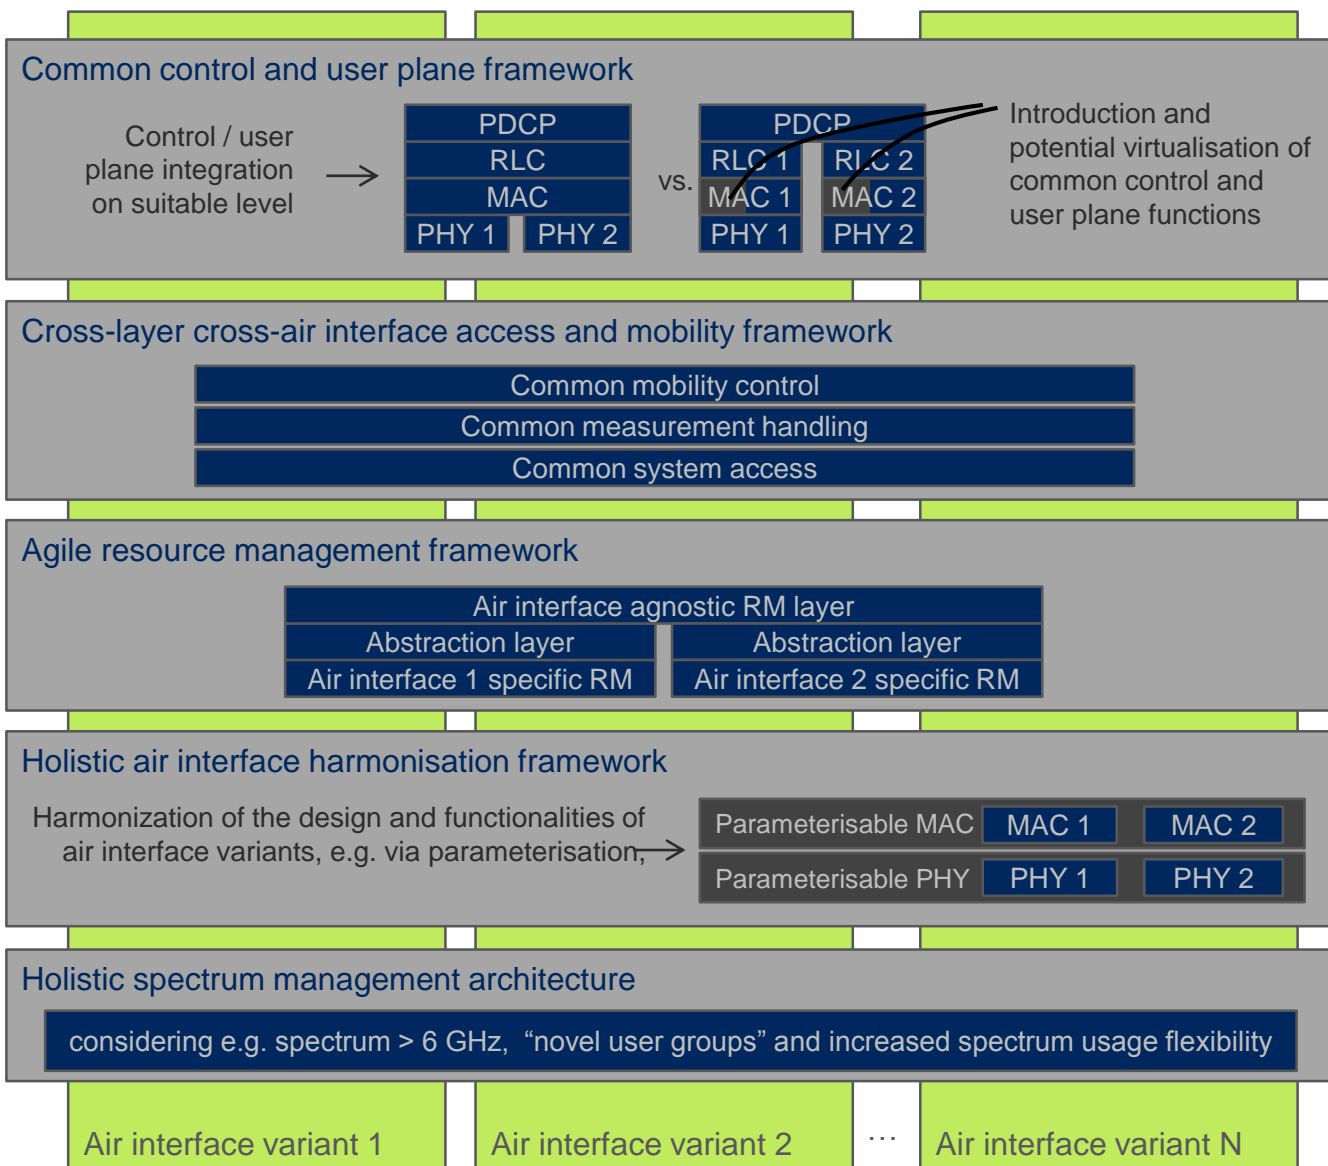 Common control and user plane framework
Control / user
plane integration
on suitable level
PDCP
RLC
MAC
PHY 1 PHY 2
vs.
PDCP
RLC 1 RLC 2
MAC 1 MAC 2
PHY 1 PHY 2
Introduction and
potential virtualisation of
common control and
user plane functions
Cross-layer cross-air interface access and mobility framework
Common mobility control
Common measurement handling
Common system access
Agile resource management framework
Air interface agnostic RM layer
Abstraction layer Abstraction layer
Air interface 1 specific RM Air interface 2 specific RM
Holistic air interface harmonisation framework
Harmonization of the design and functionalities of
air interface variants, e.g. via parameterisation,
Parameterisable MAC MAC 1 MAC 2
Parameterisable PHY PHY 1 PHY 2
Holistic spectrum management architecture
considering e.g. spectrum > 6 GHz, “novel user groups” and increased spectrum usage flexibility
Air interface variant 1 Air interface variant 2 … Air interface variant N